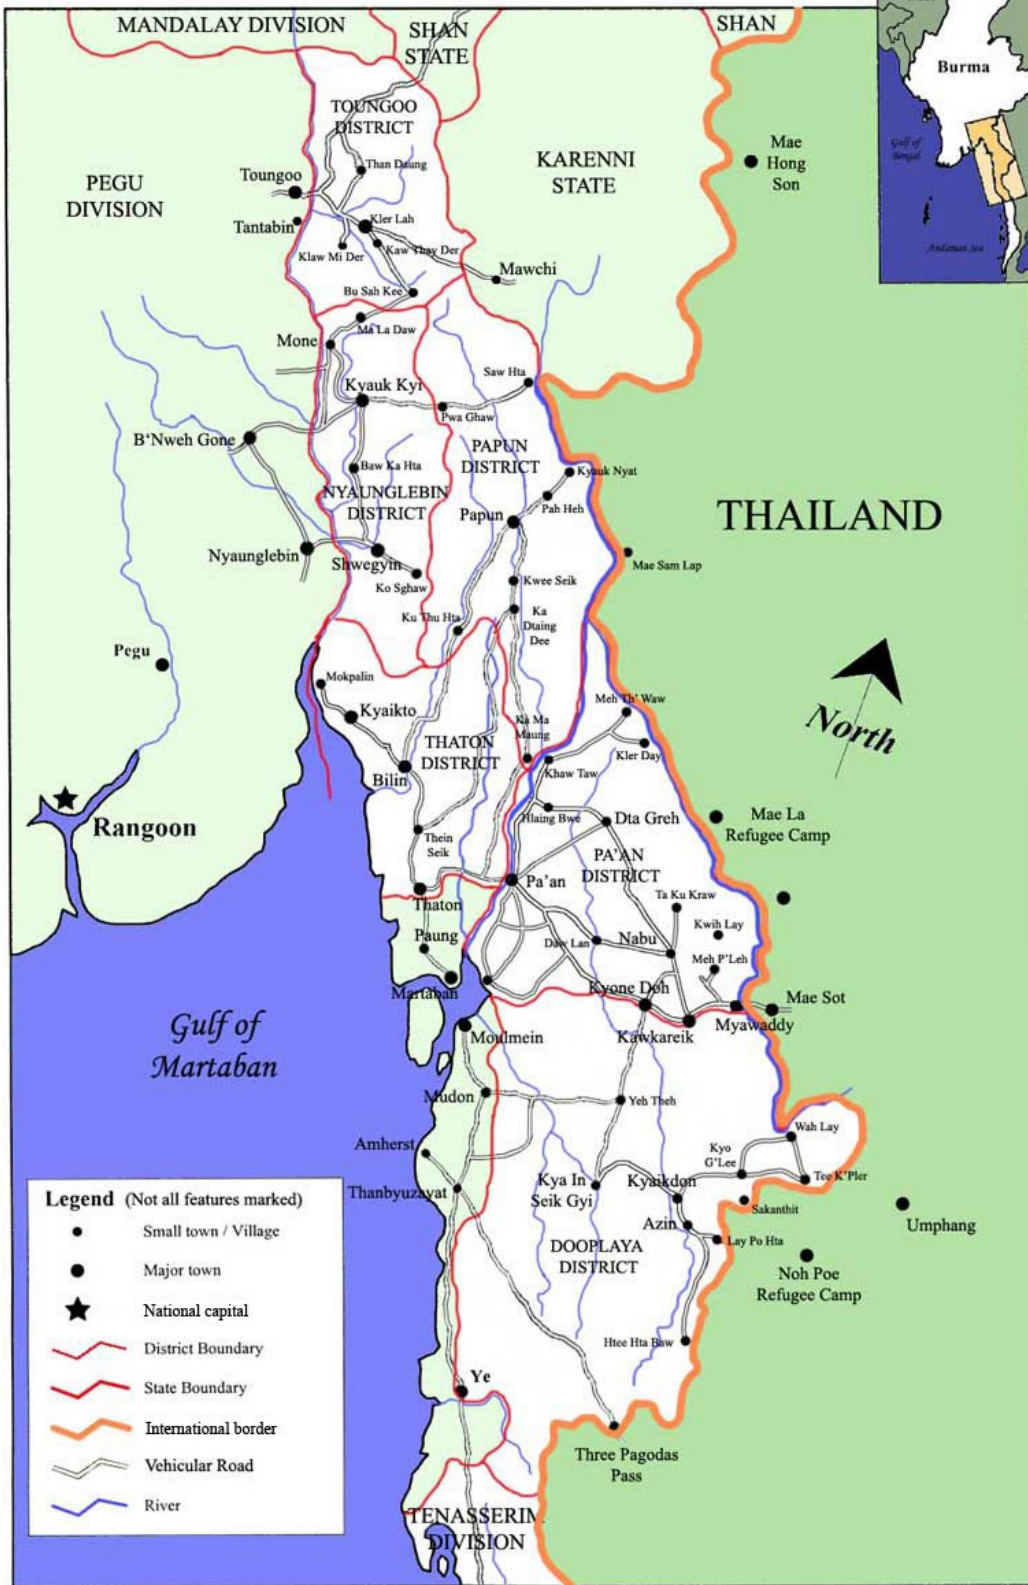 MANDALAY DIVISION
SHAN
STATE
SHAN
Burma
Gulf of
Bengal
Andaman Sea
TOUNGOO
DISTRICT
Mae
Hong
Son
KARENNI
STATE
Than Daung
Toungoo
PEGU
DIVISION
Tantabin
Kler Lah
Klaw Mi Der
Kaw Thay Der
Mawchi
Bu Sah Kee
Ma La Daw
Mone
Saw Hta
Kyauk Kyi
Pwa Ghaw
B'Nweh Gone
PAPUN
DISTRICT
Baw Ka Hta
Kyauk Nyat
NYAUNGLEBIN
DISTRICT
Pah Heh
Papun
THAILAND
Nyaunglebin
Shwegyin
Mae Sam Lap
Ko Sghaw
Kwee Seik
Ku Thu Hta
Ka
Dtaing
Dee
Pegu
Mokpalin
Meh Th' Waw
Kyaikto
Ka Ma
Maung
North
THATON
DISTRICT
Kler Day
Bilin
Khaw Taw
Rangoon
Hlaing Bwe
Dta Greh
Mae La
Refugee Camp
Thein
Seik
PA'AN
DISTRICT
Pa'an
Thaton
Ta Ku Kraw
Paung
Daw Lan
Nabu
Kwih Lay
Meh P'Leh
Martaban
Kyone Doh
Mae Sot
Gulf of
Martaban
Moulmein
Kawkareik
Myawaddy
Mudon
Yeh Theh
Amherst
Wah Lay
Kyo
G'Lee
Thanbyuzayat
Kya In
Seik Gyi
Kyaikdon
Tee K'Pler
Sakanthit
Umphang
Azin
Lay Po Hta
DOOPLAYA
DISTRICT
Noh Poe
Refugee Camp
Htee Hta Baw
Ye
Three Pagodas
Pass
TENASSERIM
DIVISION
Legend (Not all features marked)
Small town / Village
Major town
National capital
District Boundary
State Boundary
International border
Vehicular Road
River